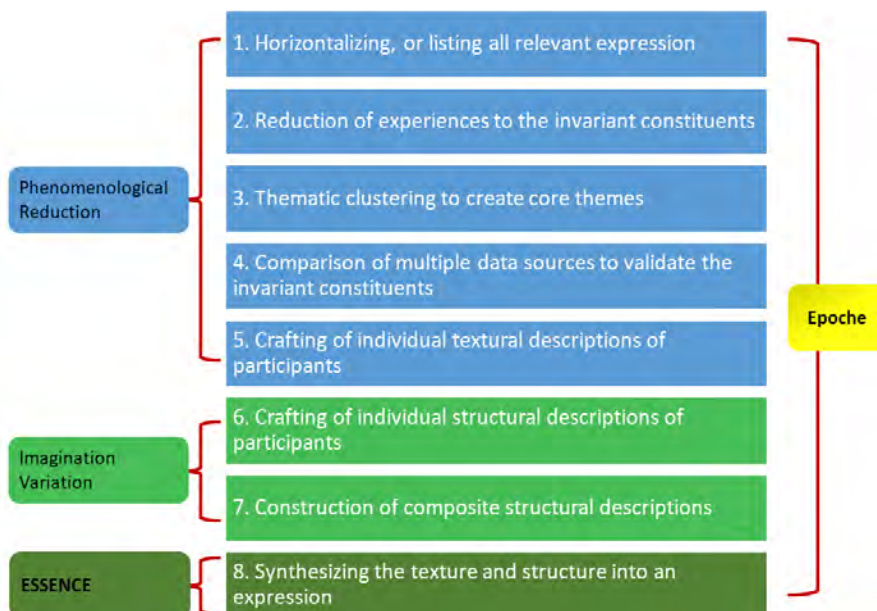 1. Horizontalizing, or listing all relevant expression
2. Reduction of experiences to the invariant constituents
Phenomenological
Reduction
3. Thematic clustering to create core themes
4. Comparison of multiple data sources to validate the
invariant constituents
5. Crafting of individual textural descriptions of
participants
Epoche
6. Crafting of individual structural descriptions of
participants
Imagination
Variation
7. Construction of composite structural descriptions
ESSENCE
8. Synthesizing the texture and structure into an
expression